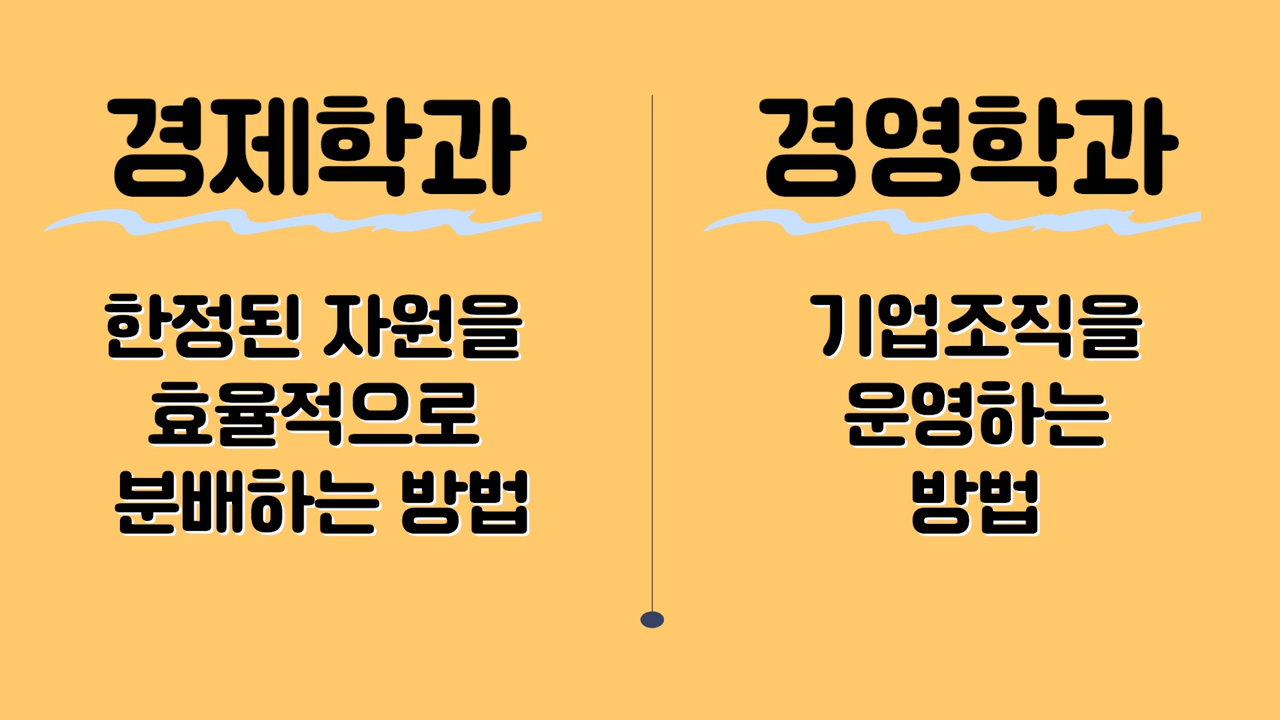 경제학과
한정된 자원을
효율적으로
분배하는 방법
경영학과
기업조직을
운영하는
방법